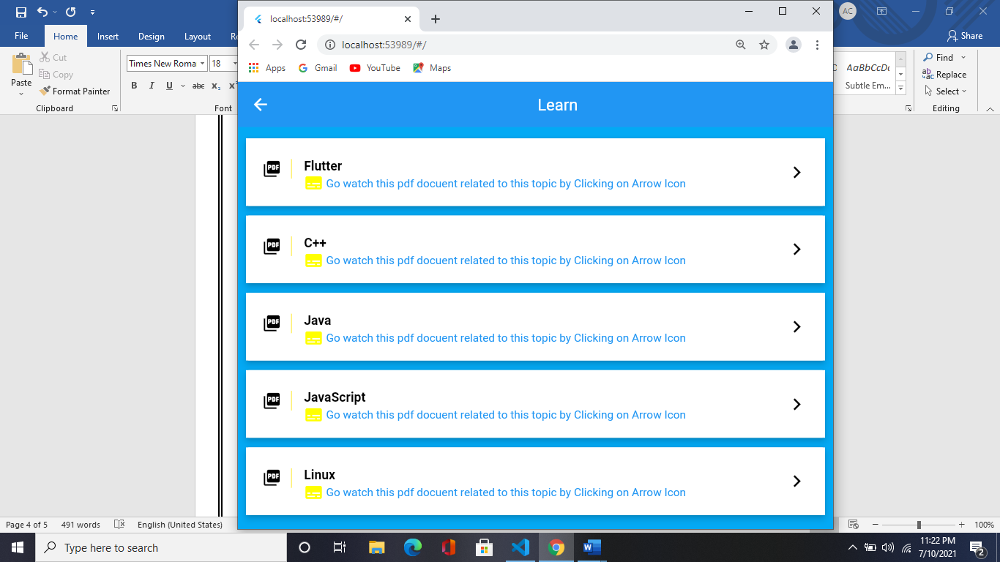 localhost:53989/#/
AC
File
Home
Insert
Design
Layout
Share
localhost:53989/#/
Apps
Gmail
YouTube
Maps
Paste
Cut
Copy
Format Painter
Clipboard
Times New Roma
18
B I U abc x₂ x
Font
AaBbCcDc
Subtle Em...
Find
Replace
Select
Editing
Learn
PDF
Flutter
Go watch this pdf docuent related to this topic by Clicking on Arrow Icon
PDF
C++
Go watch this pdf docuent related to this topic by Clicking on Arrow Icon
PDF
Java
Go watch this pdf docuent related to this topic by Clicking on Arrow Icon
PDF
JavaScript
Go watch this pdf docuent related to this topic by Clicking on Arrow Icon
PDF
Linux
Go watch this pdf docuent related to this topic by Clicking on Arrow Icon
Page 4 of 5
491 words
English (United States)
100%
Type here to search
11:22 PM
7/10/2021
2